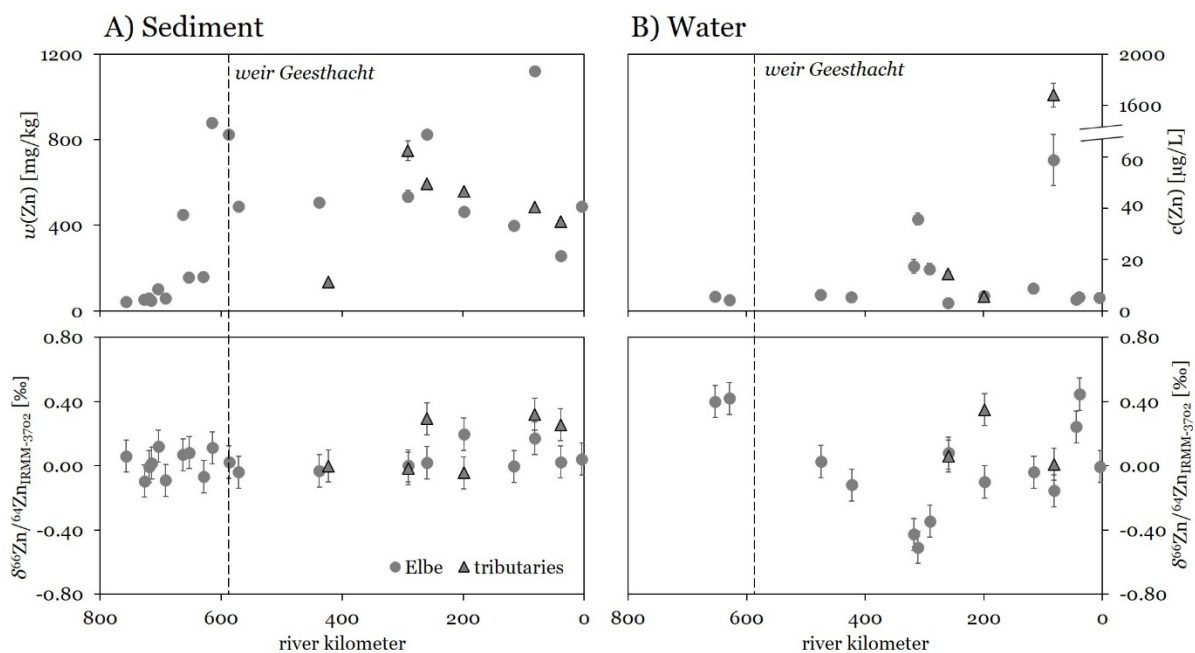 A) Sediment
B) Water
1200
800
400
0
w(Zn) [mg/kg]
weir Geesthacht
0.80
0.40
0.00
-0.40
-0.80
δ⁶⁶Zn/⁶⁴Zn_IRMM-3702 [‰]
Elbe
tributaries
800
600
400
200
0
river kilometer
weir Geesthacht
2000
1600
60
40
20
0
c(Zn) [µg/L]
0.80
0.40
0.00
-0.40
-0.80
δ⁶⁶Zn/⁶⁴Zn_IRMM-3702 [‰]
800
600
400
200
0
river kilometer